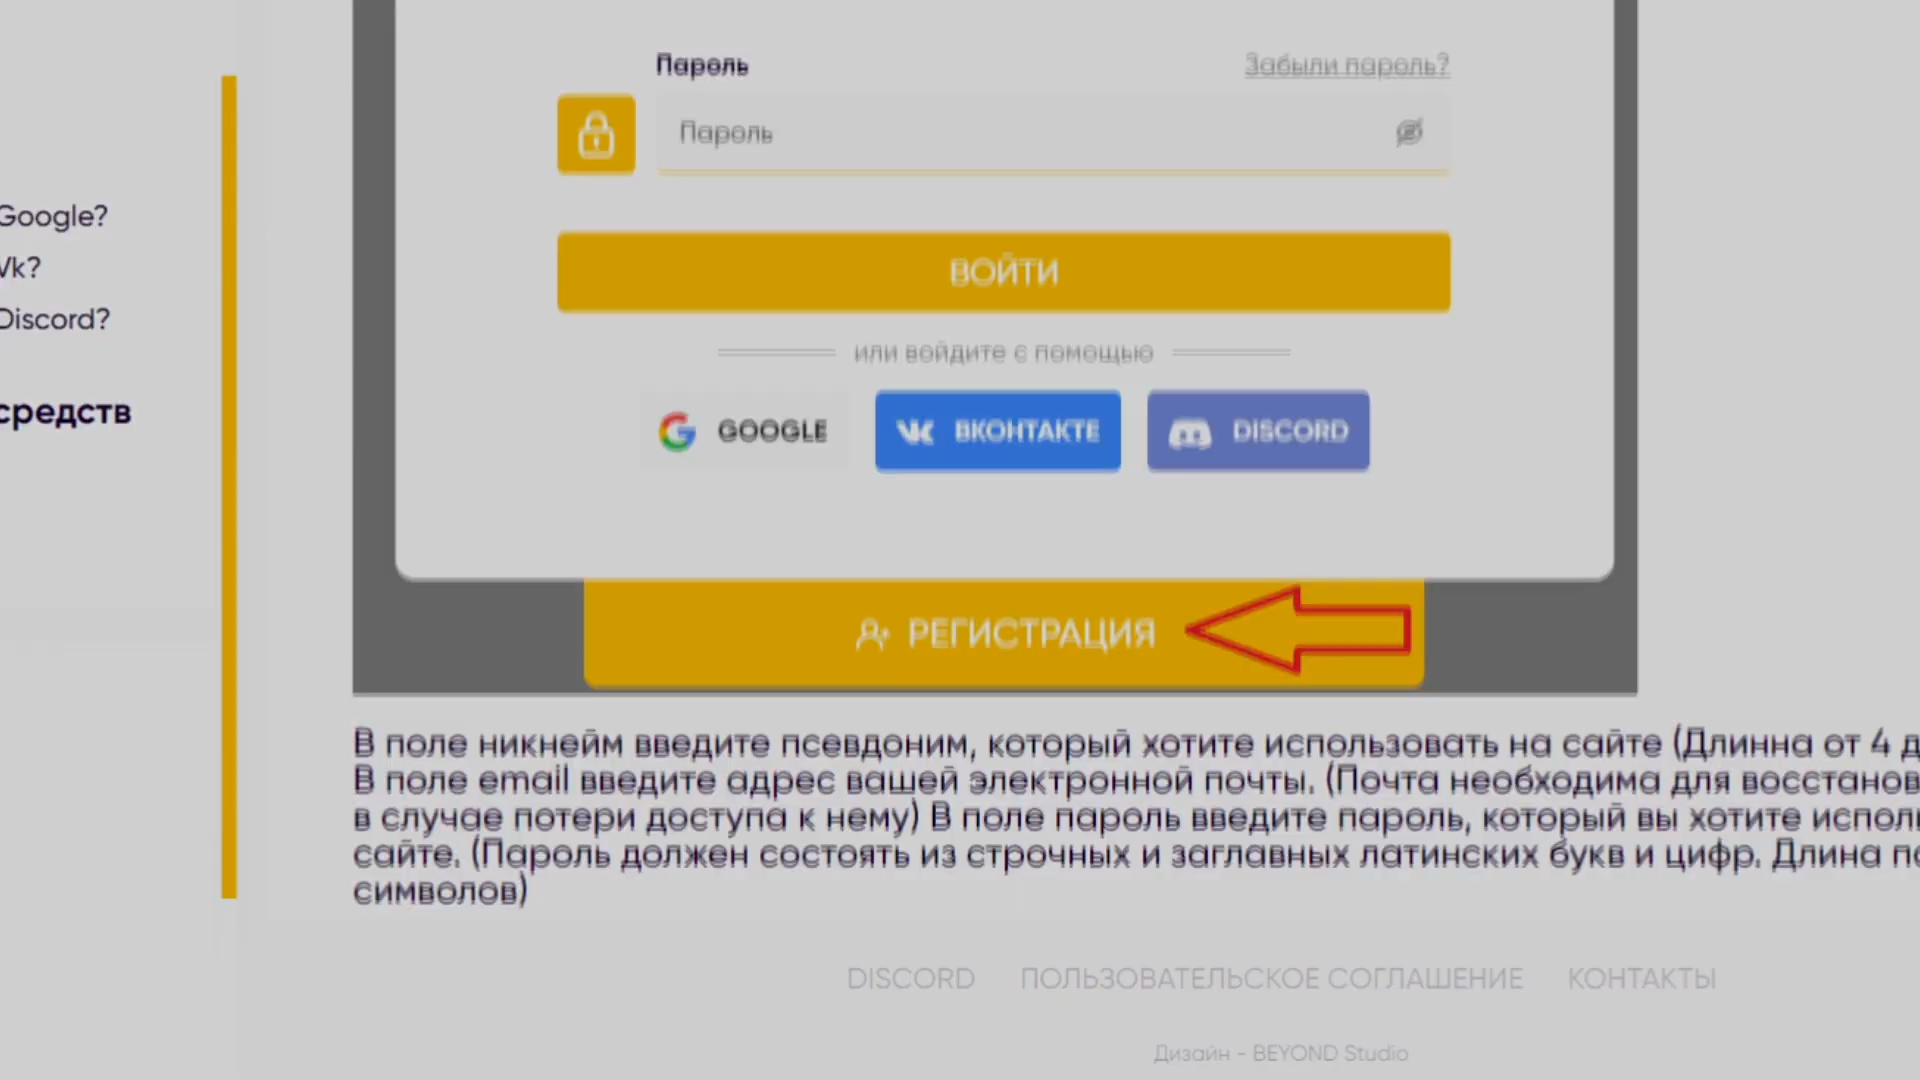 Пароль
Забыли пароль?
Пароль
Google?
Vk?
Discord?
ВОЙТИ
или войдите с помощью
средств
GOOGLE
ВКОНТАКТЕ
DISCORD
РЕГИСТРАЦИЯ
В поле никнейм введите псевдоним, который хотите использовать на сайте (Длинна от 4
В поле email введите адрес вашей электронной почты. (Почта необходима для
в случае потери доступа к нему) В поле пароль введите пароль, который вы хотите
сайте. (Пароль должен состоять из строчных и заглавных латинских букв и цифр. Длина
символов)
DISCORD
ПОЛЬЗОВАТЕЛЬСКОЕ СОГЛАШЕНИЕ
КОНТАКТЫ
Дизайн - BEYOND Studio